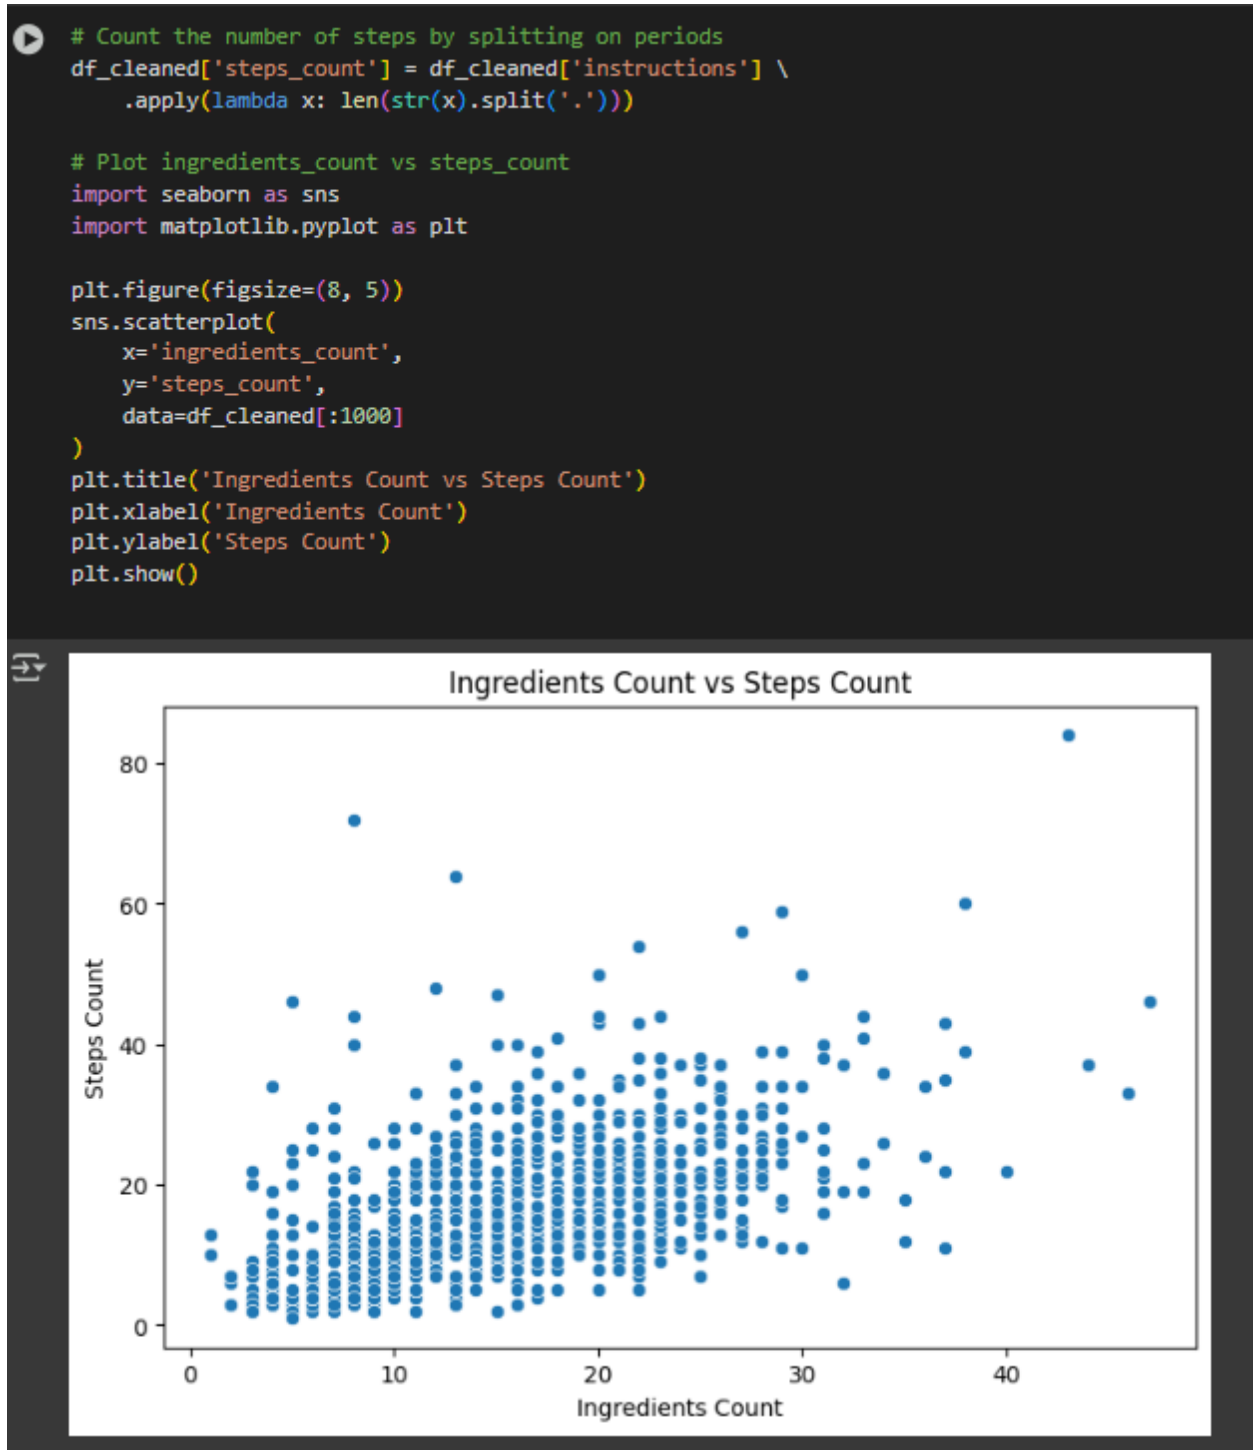 # Count the number of steps by splitting on periods
df_cleaned['steps_count'] = df_cleaned['instructions'] \
    .apply(lambda x: len(str(x).split('.')))
# Plot ingredients_count vs steps_count
import seaborn as sns
import matplotlib.pyplot as plt
plt.figure(figsize=(8, 5))
sns.scatterplot(
    x='ingredients_count',
    y='steps_count',
    data=df_cleaned[:1000]
)
plt.title('Ingredients Count vs Steps Count')
plt.xlabel('Ingredients Count')
plt.ylabel('Steps Count')
plt.show()
Ingredients Count vs Steps Count
80
60
40
20
0
Steps Count
0 10 20 30 40
Ingredients Count